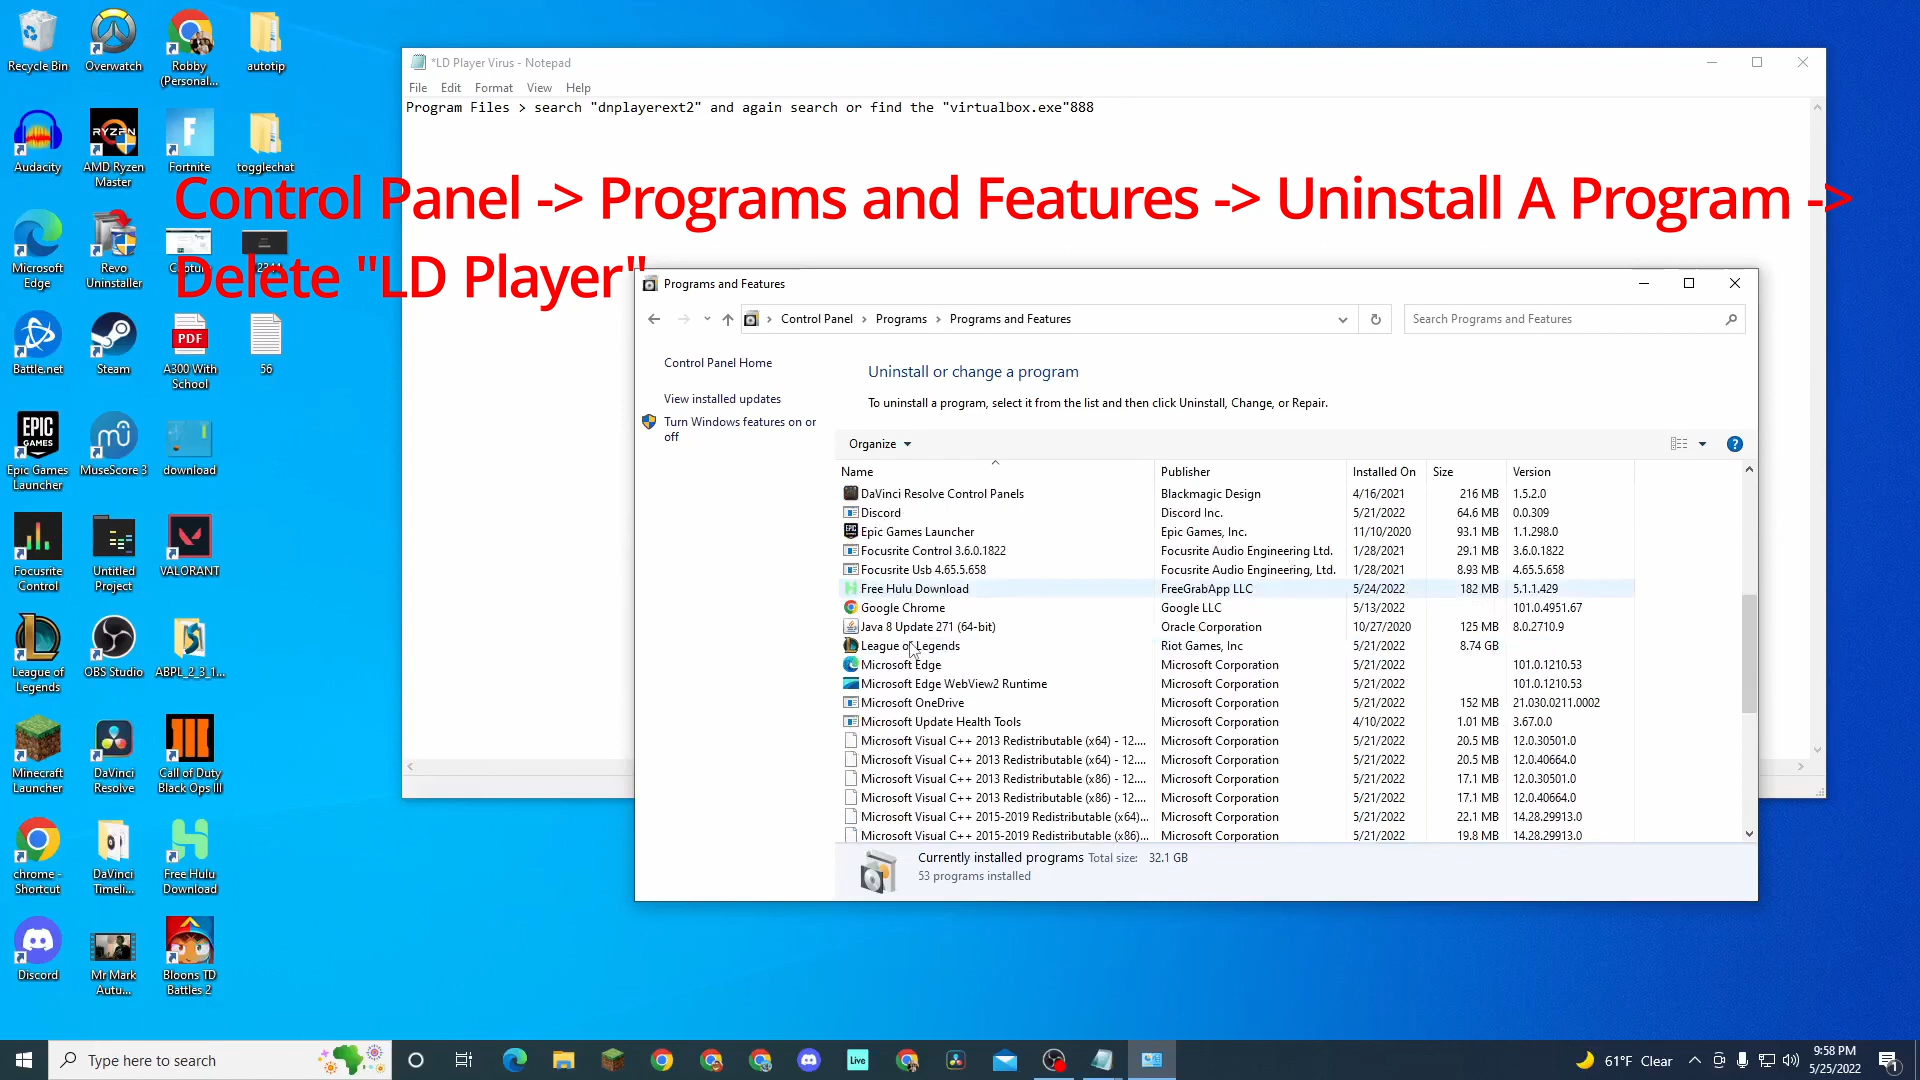 Recycle Bin
Overwatch
Robby
(Personal...
autotip
Audacity
AMD Ryzen
Master
Fortnite
togglechat
Microsoft
Edge
Revo
Uninstaller
Battle.net
Steam
A300 With
School
56
Epic Games
Launcher
MuseScore 3
download
Focusrite
Control
Untitled
Project
VALORANT
League of
Legends
OBS Studio
ABPL_2_3_1...
Minecraft
Launcher
DaVinci
Resolve
Call of Duty
Black Ops III
chrome -
Shortcut
DaVinci
Timeli...
Free Hulu
Download
Discord
Mr Mark
Autu...
Bloons TD
Battles 2
RYZEN
PDF
EPIC
GAMES
*LD Player Virus - Notepad
File Edit Format View Help
Program Files > search "dnplayerext2" and again search or find the "virtualbox.exe"888
Control Panel -> Programs and Features -> Uninstall A Program ->
Delete "LD Player"
Programs and Features
Control Panel > Programs > Programs and Features
Search Programs and Features
Control Panel Home
View installed updates
Turn Windows features on or
off
Uninstall or change a program
To uninstall a program, select it from the list and then click Uninstall, Change, or Repair.
Organize
Name Publisher Installed On Size Version
DaVinci Resolve Control Panels Blackmagic Design 4/16/2021 216 MB 1.5.2.0
Discord Discord Inc. 5/21/2022 64.6 MB 0.0.309
Epic Games Launcher Epic Games, Inc. 11/10/2020 93.1 MB 1.1.298.0
Focusrite Control 3.6.0.1822 Focusrite Audio Engineering Ltd. 1/28/2021 29.1 MB 3.6.0.1822
Focusrite Usb 4.65.5.658 Focusrite Audio Engineering, Ltd. 1/28/2021 8.93 MB 4.65.5.658
Free Hulu Download FreeGrabApp LLC 5/24/2022 182 MB 5.1.1.429
Google Chrome Google LLC 5/13/2022 101.0.4951.67
Java 8 Update 271 (64-bit) Oracle Corporation 10/27/2020 125 MB 8.0.2710.9
League of Legends Riot Games, Inc 5/21/2022 8.74 GB
Microsoft Edge Microsoft Corporation 5/21/2022 101.0.1210.53
Microsoft Edge WebView2 Runtime Microsoft Corporation 5/21/2022 101.0.1210.53
Microsoft OneDrive Microsoft Corporation 5/21/2022 152 MB 21.030.0211.0002
Microsoft Update Health Tools Microsoft Corporation 4/10/2022 1.01 MB 3.67.0.0
Microsoft Visual C++ 2013 Redistributable (x64) - 12.... Microsoft Corporation 5/21/2022 20.5 MB 12.0.30501.0
Microsoft Visual C++ 2013 Redistributable (x64) - 12.... Microsoft Corporation 5/21/2022 20.5 MB 12.0.40664.0
Microsoft Visual C++ 2013 Redistributable (x86) - 12.... Microsoft Corporation 5/21/2022 17.1 MB 12.0.30501.0
Microsoft Visual C++ 2013 Redistributable (x86) - 12.... Microsoft Corporation 5/21/2022 17.1 MB 12.0.40664.0
Microsoft Visual C++ 2015-2019 Redistributable (x64)... Microsoft Corporation 5/21/2022 22.1 MB 14.28.29913.0
Microsoft Visual C++ 2015-2019 Redistributable (x86)... Microsoft Corporation 5/21/2022 19.8 MB 14.28.29913.0
Currently installed programs Total size: 32.1 GB
53 programs installed
Type here to search
Live
61°F Clear
9:58 PM
5/25/2022
1